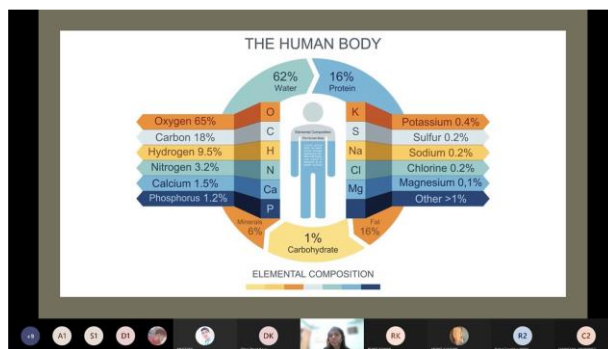 THE HUMAN BODY
62%
Water
16%
Protein
Oxygen 65%
O
K
Potassium 0.4%
Carbon 18%
C
S
Sulfur 0.2%
Hydrogen 9.5%
H
Na
Sodium 0.2%
Nitrogen 3.2%
N
Cl
Chlorine 0.2%
Calcium 1.5%
Ca
Mg
Magnesium 0,1%
Phosphorus 1.2%
P
Other >1%
Elemental Composition
Minerals
6%
1%
Carbohydrate
Fat
16%
ELEMENTAL COMPOSITION
+9
A1
S1
D1
DK
RK
R2
C2